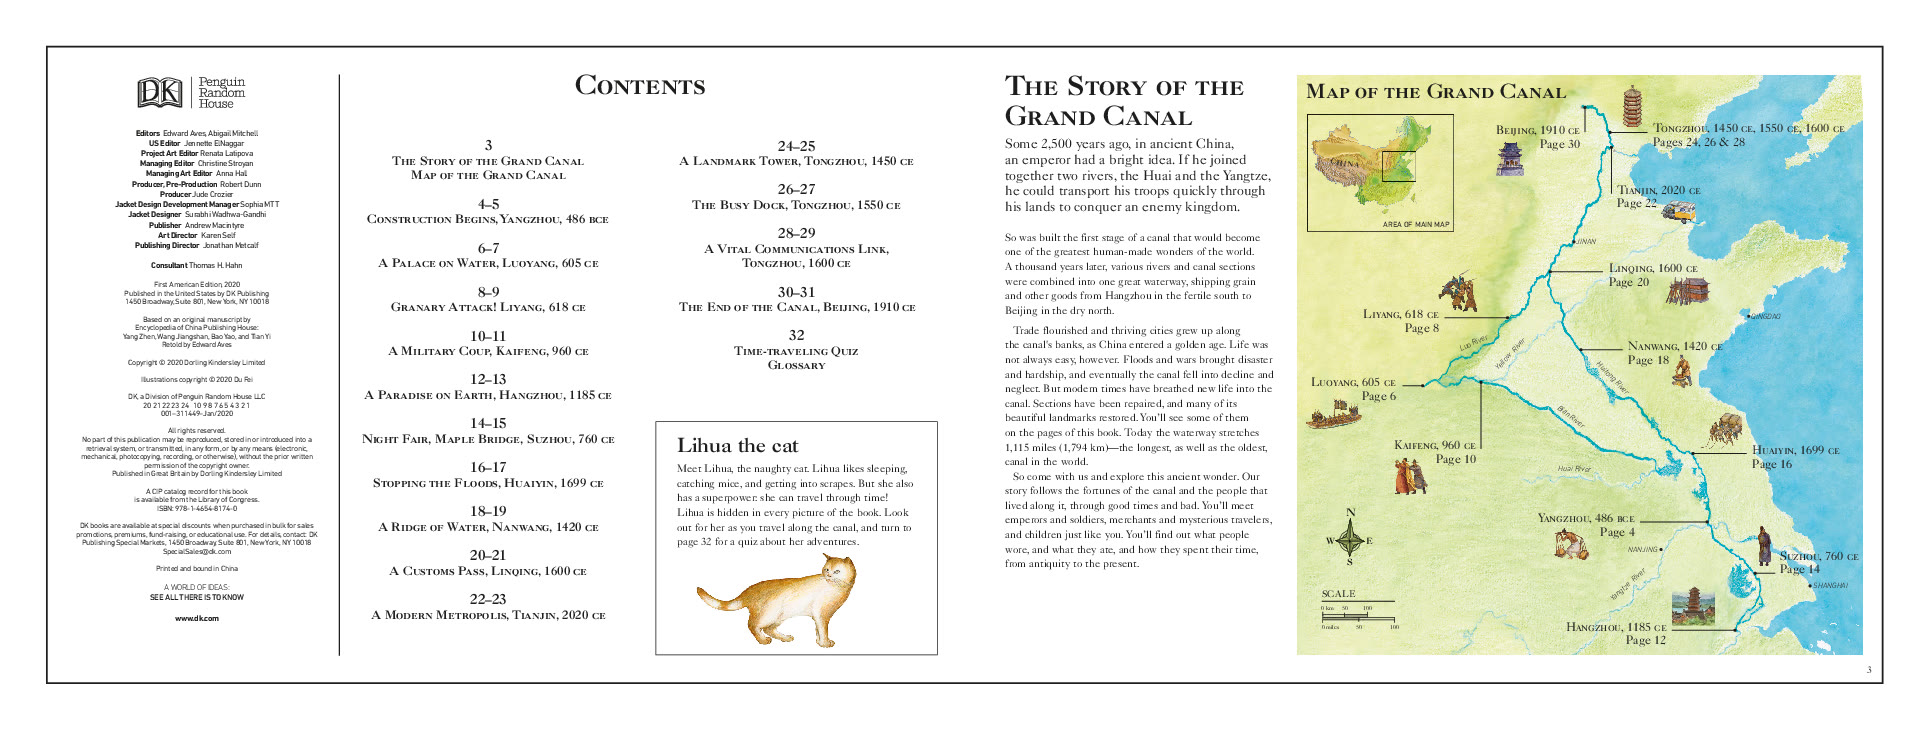 DK
Penguin
Random
House
Editors Edward Aves, Abigail Mitchell
US Editor Jennette ElNaggar
Project Art Editor Renata Latipova
Managing Editor Christine Stroyan
Managing Art Editor Anna Hall
Producer, Pre-Production Robert Dunn
Producer Jude Crozier
Jacket Design Development Manager Sophia MTT
Jacket Designer Surabhi Wadhwa-Gandhi
Publisher Andrew Macintyre
Art Director Karen Self
Publishing Director Jonathan Metcalf
Consultant Thomas H. Hahn
First American Edition, 2020
Published in the United States by DK Publishing
1450 Broadway, Suite 801, New York, NY 10018
Based on an original manuscript by
Encyclopedia of China Publishing House:
Yang Zhen, Wang Jiangshan, Bao Yao, and Tian Yi
Retold by Edward Aves
Copyright © 2020 Dorling Kindersley Limited
Illustrations copyright © 2020 Du Fei
DK, a Division of Penguin Random House LLC
20 21 22 23 24 10 9 8 7 6 5 4 3 2 1
001–311449–Jan/2020
All rights reserved.
No part of this publication may be reproduced, stored in or introduced into a
retrieval system, or transmitted, in any form, or by any means (electronic,
mechanical, photocopying, recording, or otherwise), without the prior written
permission of the copyright owner.
Published in Great Britain by Dorling Kindersley Limited
A CIP catalog record for this book
is available from the Library of Congress.
ISBN: 978-1-4654-8174-0
DK books are available at special discounts when purchased in bulk for sales
promotions, premiums, fund-raising, or educational use. For details, contact: DK
Publishing Special Markets, 1450 Broadway, Suite 801, New York, NY 10018
SpecialSales@dk.com
Printed and bound in China
A WORLD OF IDEAS:
SEE ALL THERE IS TO KNOW
www.dk.com
Contents
3
The Story of the Grand Canal
Map of the Grand Canal
4–5
Construction Begins, Yangzhou, 486 BCE
6–7
A Palace on Water, Luoyang, 605 CE
8–9
Granary Attack! Liyang, 618 CE
10–11
A Military Coup, Kaifeng, 960 CE
12–13
A Paradise on Earth, Hangzhou, 1185 CE
14–15
Night Fair, Maple Bridge, Suzhou, 760 CE
16–17
Stopping the Floods, Huaiyin, 1699 CE
18–19
A Ridge of Water, Nanwang, 1420 CE
20–21
A Customs Pass, Linqing, 1600 CE
22–23
A Modern Metropolis, Tianjin, 2020 CE
24–25
A Landmark Tower, Tongzhou, 1450 CE
26–27
The Busy Dock, Tongzhou, 1550 CE
28–29
A Vital Communications Link,
Tongzhou, 1600 CE
30–31
The End of the Canal, Beijing, 1910 CE
32
Time-traveling Quiz
Glossary
Lihua the cat
Meet Lihua, the naughty cat. Lihua likes sleeping,
catching mice, and getting into scrapes. But she also
has a superpower: she can travel through time!
Lihua is hidden in every picture of the book. Look
out for her as you travel along the canal, and turn to
page 32 for a quiz about her adventures.
The Story of the
Grand Canal
Some 2,500 years ago, in ancient China,
an emperor had a bright idea. If he joined
together two rivers, the Huai and the Yangtze,
he could transport his troops quickly through
his lands to conquer an enemy kingdom.
So was built the first stage of a canal that would become
one of the greatest human-made wonders of the world.
A thousand years later, various rivers and canal sections
were combined into one great waterway, shipping grain
and other goods from Hangzhou in the fertile south to
Beijing in the dry north.
Trade flourished and thriving cities grew up along
the canal's banks, as China entered a golden age. Life was
not always easy, however. Floods and wars brought disaster
and hardship, and eventually the canal fell into decline and
neglect. But modern times have breathed new life into the
canal. Sections have been repaired, and many of its
beautiful landmarks restored. You'll see some of them
on the pages of this book. Today the waterway stretches
1,115 miles (1,794 km)—the longest, as well as the oldest,
canal in the world.
So come with us and explore this ancient wonder. Our
story follows the fortunes of the canal and the people that
lived along it, through good times and bad. You'll meet
emperors and soldiers, merchants and mysterious travelers,
and children just like you. You'll find out what people
wore, and what they ate, and how they spent their time,
from antiquity to the present.
Map of the Grand Canal
CHINA
AREA OF MAIN MAP
Beijing, 1910 CE
Page 30
Tongzhou, 1450 CE, 1550 CE, 1600 CE
Pages 24, 26 & 28
Tianjin, 2020 CE
Page 22
JINAN
Linqing, 1600 CE
Page 20
Liyang, 618 CE
Page 8
QINGDAO
Luo River
Yellow River
Nanwang, 1420 CE
Page 18
Huitong River
Luoyang, 605 CE
Page 6
Bian River
Kaifeng, 960 CE
Page 10
Huai River
Huaiyin, 1699 CE
Page 16
Yangzhou, 486 BCE
Page 4
NANJING
Yangtze River
Suzhou, 760 CE
Page 14
SHANGHAI
Hangzhou, 1185 CE
Page 12
N
W
E
S
SCALE
0 km 50 100
0 miles 50 100
3